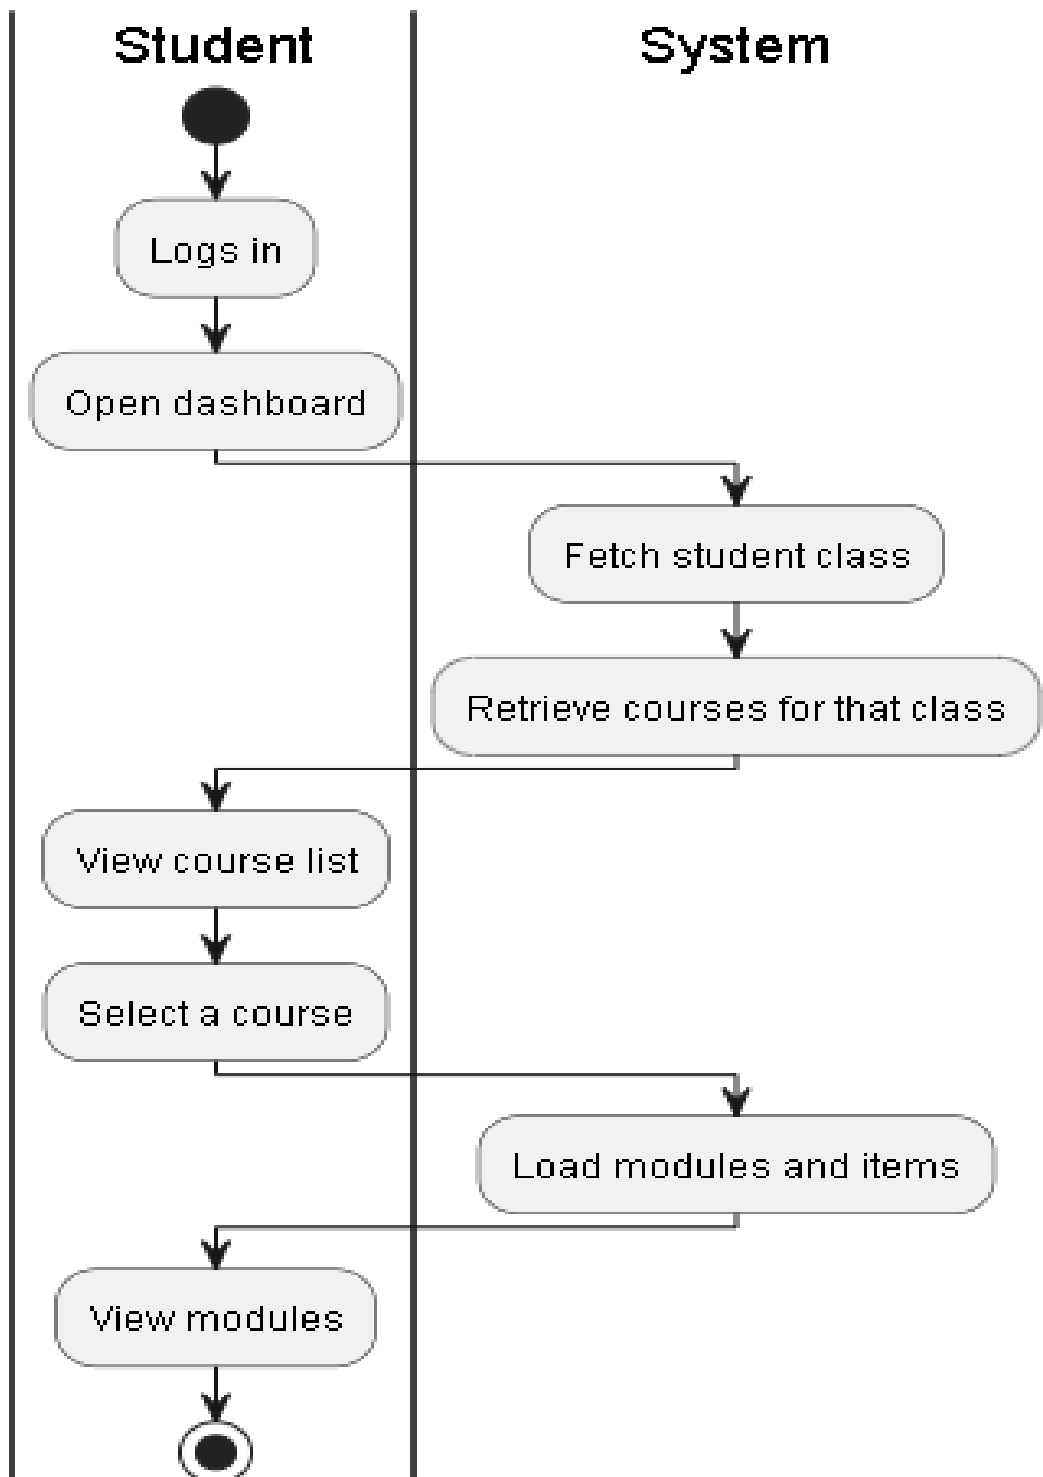 Student
System
Logs in
Open dashboard
Fetch student class
Retrieve courses for that class
View course list
Select a course
Load modules and items
View modules